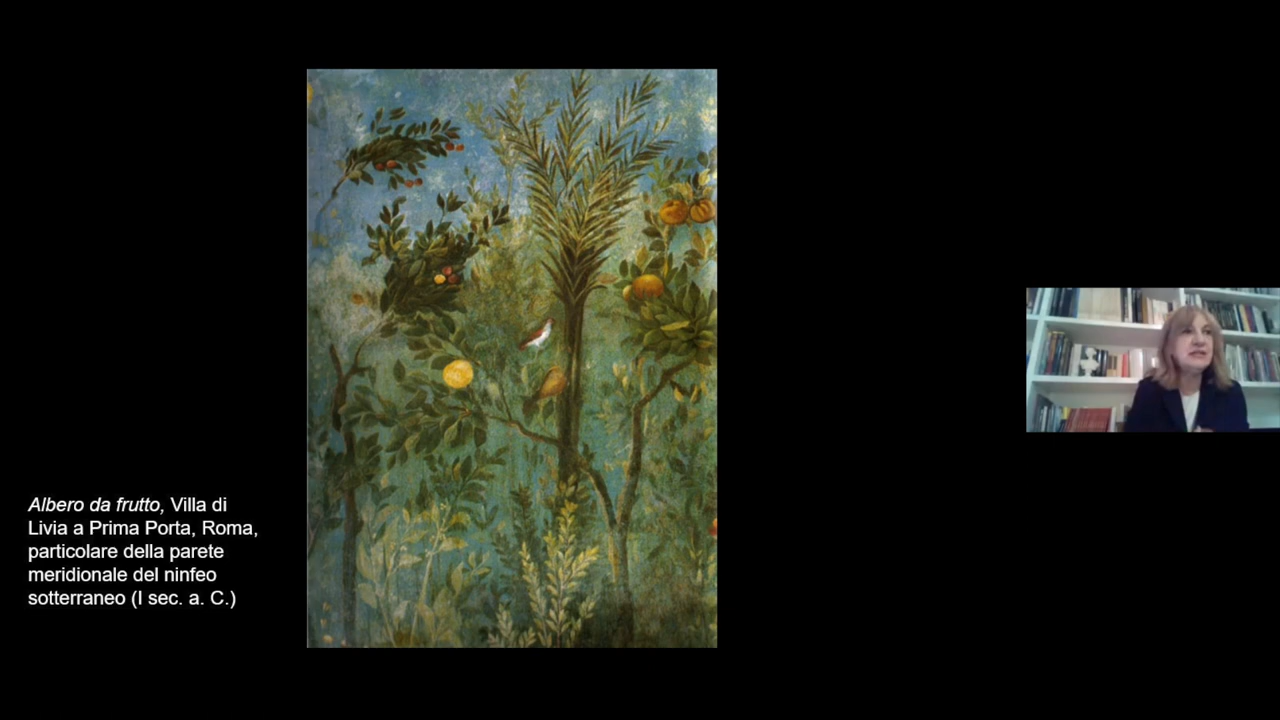 Albero da frutto, Villa di
Livia a Prima Porta, Roma,
particolare della parete
meridionale del ninfeo
sotterraneo (I sec. a. C.)